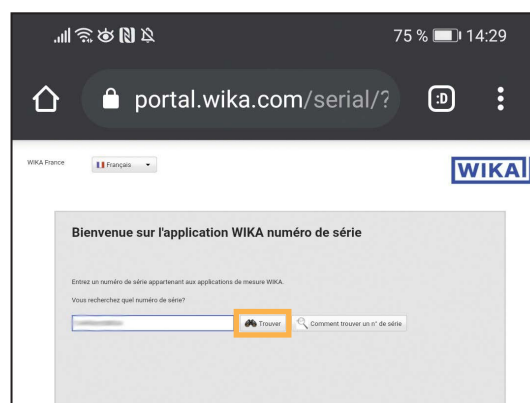 75 % 14:29
portal.wika.com/serial/? :D
WIKA France Français WIKAI
Bienvenue sur l'application WIKA numéro de série
Entrez un numéro de série appartenant aux applications de mesure WIKA.
Vous recherchez quel numéro de série?
Trouver Comment trouver un n° de série